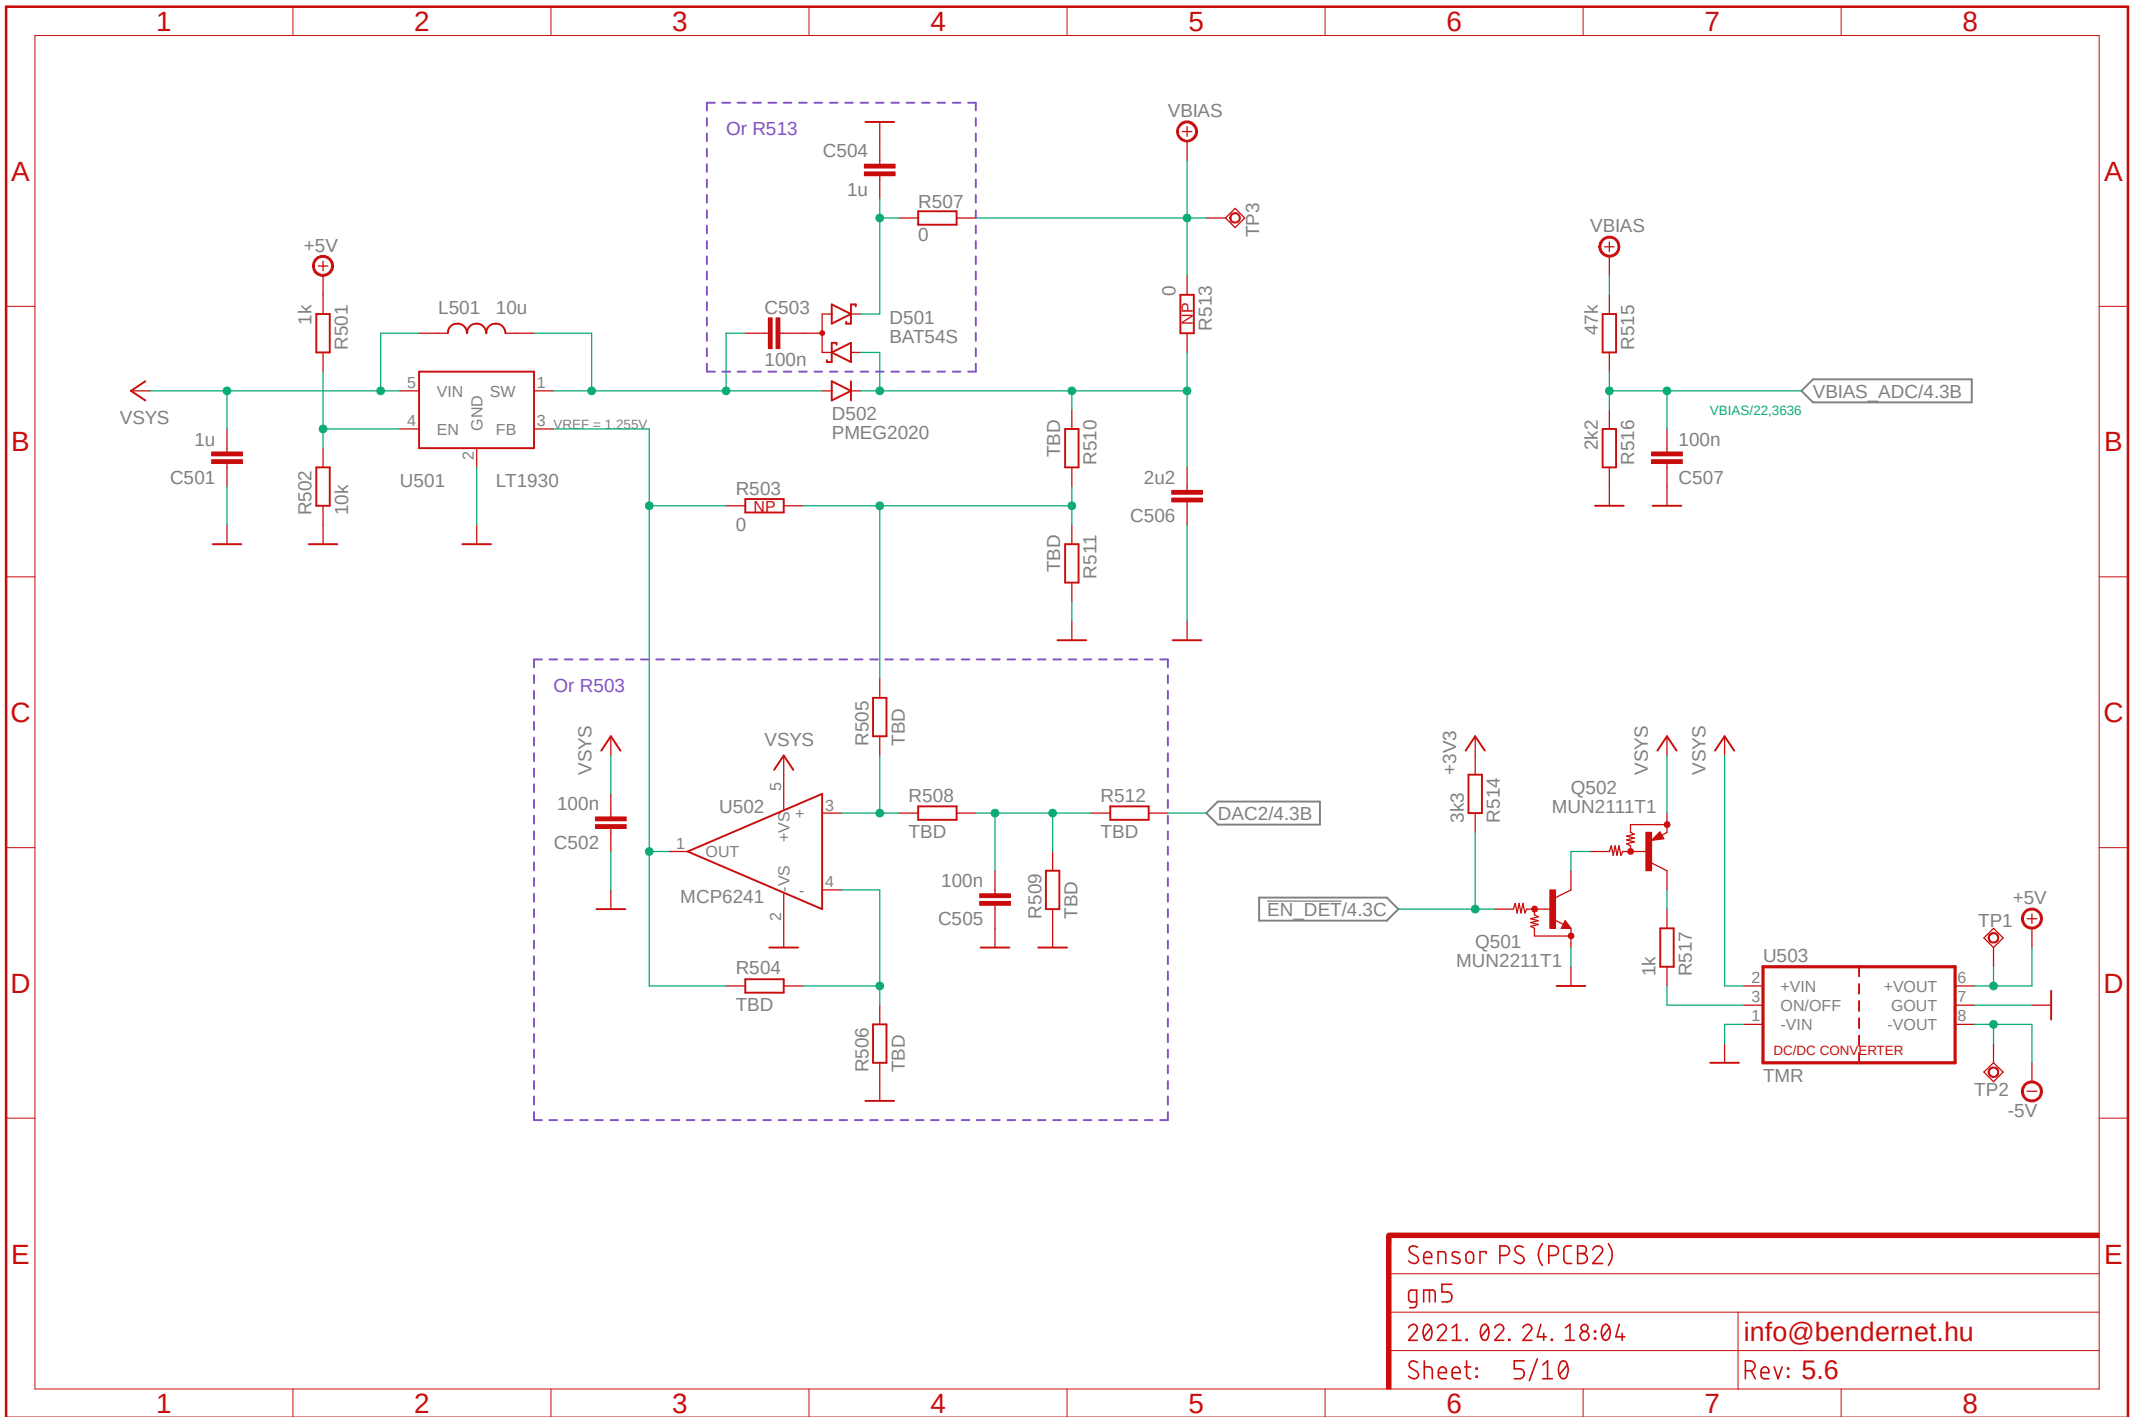 1 2 3 4 5 6 7 8
A A
B B
C C
D D
E E
Or R513
C504
1u
R507
0
VBIAS
TP3
0
NP
R513
C503
100n
D501
BAT54S
D502
PMEG2020
+5V
1k
R501
L501 10u
VSYS
5 VIN SW 1
4 EN GND FB 3
2
VREF = 1.255V
U501 LT1930
1u
C501
R502
10k
R503
NP
0
TBD
R510
TBD
R511
2u2
C506
VBIAS
47k
R515
VBIAS_ADC/4.3B
VBIAS/22,3636
2k2
R516
100n
C507
Or R503
VSYS
100n
C502
VSYS
U502
5
+VS
+
3
1
OUT
-VS
-
4
2
MCP6241
R505
TBD
R508
TBD
R512
TBD
DAC2/4.3B
100n
C505
R509
TBD
R504
TBD
R506
TBD
+3V3
3k3
R514
EN_DET/4.3C
Q501
MUN2211T1
Q502
MUN2111T1
VSYS
VSYS
1k
R517
U503
2 +VIN +VOUT 6
3 ON/OFF GOUT 7
1 -VIN -VOUT 8
DC/DC CONVERTER
TMR
TP1
+5V
TP2
-5V
Sensor PS (PCB2)
gm5
2021. 02. 24. 18:04 info@bendernet.hu
Sheet: 5/10 Rev: 5.6
1 2 3 4 5 6 7 8